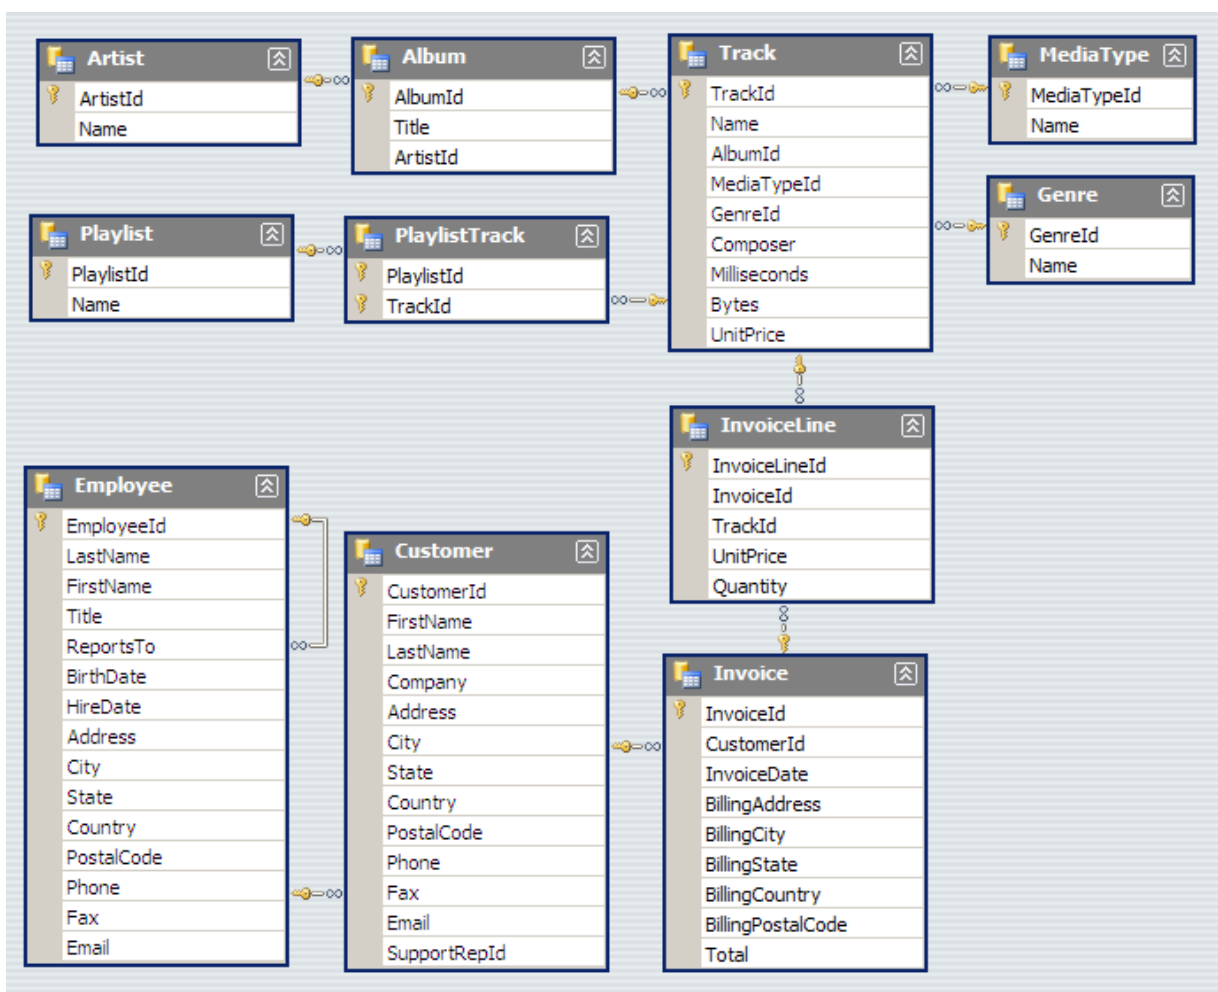 Artist
ArtistId
Name
Album
AlbumId
Title
ArtistId
Track
TrackId
Name
AlbumId
MediaTypeId
GenreId
Composer
Milliseconds
Bytes
UnitPrice
MediaType
MediaTypeId
Name
Genre
GenreId
Name
Playlist
PlaylistId
Name
PlaylistTrack
PlaylistId
TrackId
InvoiceLine
InvoiceLineId
InvoiceId
TrackId
UnitPrice
Quantity
Employee
EmployeeId
LastName
FirstName
Title
ReportsTo
BirthDate
HireDate
Address
City
State
Country
PostalCode
Phone
Fax
Email
Customer
CustomerId
FirstName
LastName
Company
Address
City
State
Country
PostalCode
Phone
Fax
Email
SupportRepId
Invoice
InvoiceId
CustomerId
InvoiceDate
BillingAddress
BillingCity
BillingState
BillingCountry
BillingPostalCode
Total